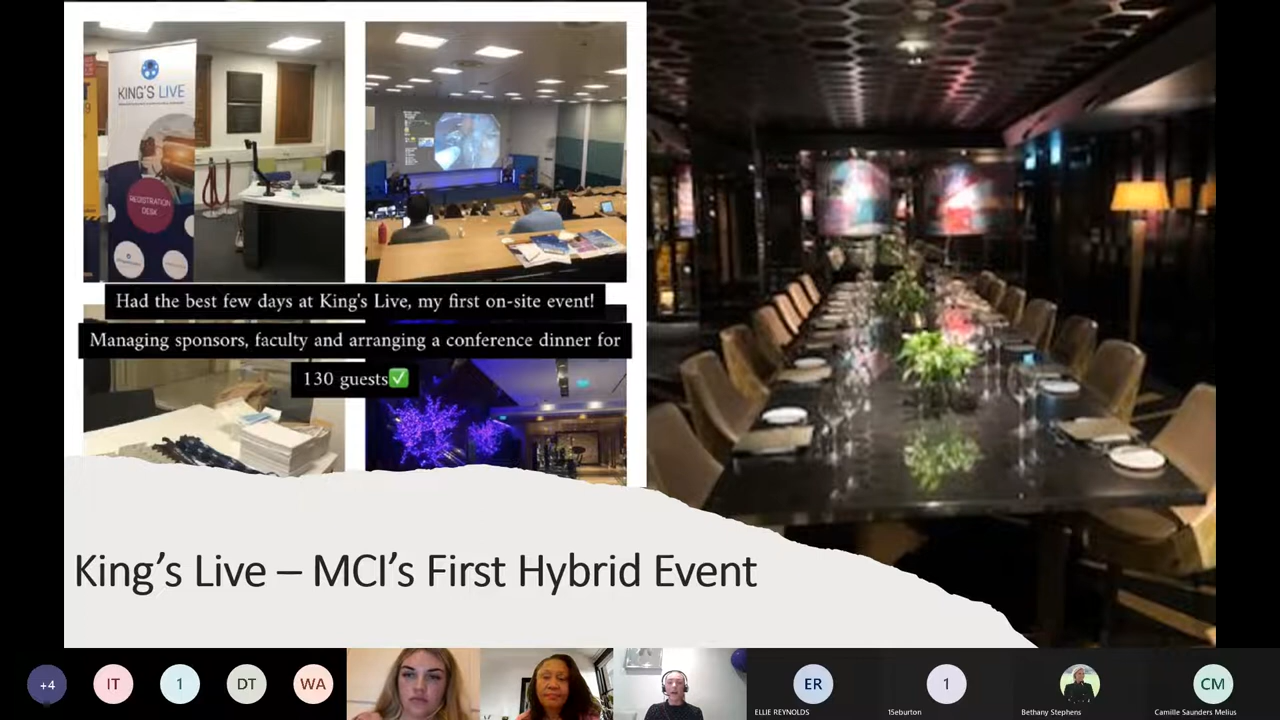 KING'S LIVE
REGISTRATION
DESK
Had the best few days at King's Live, my first on-site event!
Managing sponsors, faculty and arranging a conference dinner for
130 guests✅
King's Live – MCI's First Hybrid Event
+4
IT
1
DT
WA
ER
1
CM
ELLIE REYNOLDS
1Seburton
Bethany Stephens
Camille Saunders Melius